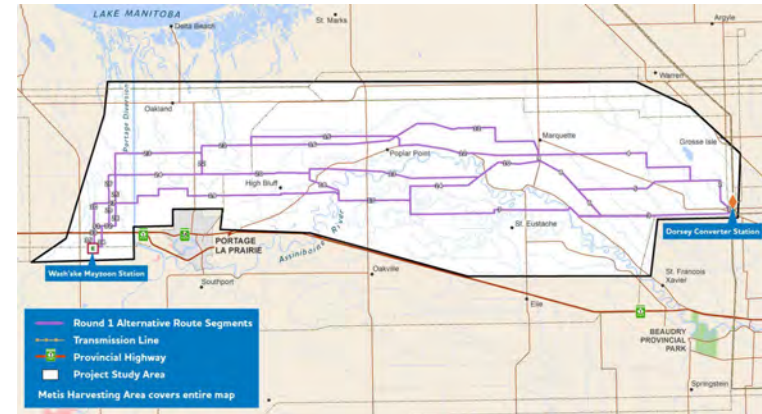 LAKE MANITOBA
Delta Beach
St. Marks
Argyle
Warren
Portage Diversion
Oakland
Marquette
Grosse Isle
Poplar Point
High Bluff
St. Eustache
Dorsey Converter Station
PORTAGE
LA PRAIRIE
Assiniboine
River
Wash'ake Mayzoon Station
Southport
Oakville
St. Francois
Xavier
Elie
BEAUDRY
PROVINCIAL
PARK
Springstein
Round 1 Alternative Route Segments
Transmission Line
Provincial Highway
Project Study Area
Metis Harvesting Area covers entire map